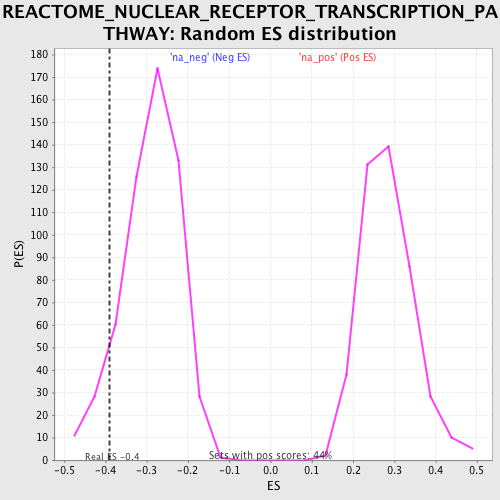 REACTOME_NUCLEAR_RECEPTOR_TRANSCRIPTION_PA
THWAY: Random ES distribution
'na_neg' (Neg ES) 'na_pos' (Pos ES)
180
170
160
150
140
130
120
110
100
90
80
70
60
50
40
30
20
10
0
P(ES)
Real ES -0.4
Sets with pos scores: 44%
-0.5 -0.4 -0.3 -0.2 -0.1 0.0 0.1 0.2 0.3 0.4 0.5
ES